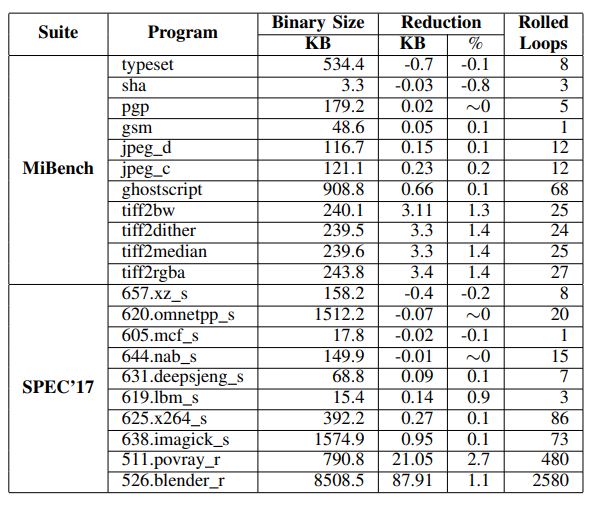 Suite Program Binary Size Reduction Rolled
KB KB % Loops
MiBench
typeset 534.4 -0.7 -0.1 8
sha 3.3 -0.03 -0.8 3
pgp 179.2 0.02 ∼0 5
gsm 48.6 0.05 0.1 1
jpeg_d 116.7 0.15 0.1 12
jpeg_c 121.1 0.23 0.2 12
ghostscript 908.8 0.66 0.1 68
tiff2bw 240.1 3.11 1.3 25
tiff2dither 239.5 3.3 1.4 24
tiff2median 239.6 3.3 1.4 25
tiff2rgba 243.8 3.4 1.4 27
SPEC’17
657.xz_s 158.2 -0.4 -0.2 8
620.omnetpp_s 1512.2 -0.07 ∼0 20
605.mcf_s 17.8 -0.02 -0.1 1
644.nab_s 149.9 -0.01 ∼0 15
631.deepsjeng_s 68.8 0.09 0.1 7
619.lbm_s 15.4 0.14 0.9 3
625.x264_s 392.2 0.27 0.1 86
638.imagick_s 1574.9 0.95 0.1 73
511.povray_r 790.8 21.05 2.7 480
526.blender_r 8508.5 87.91 1.1 2580